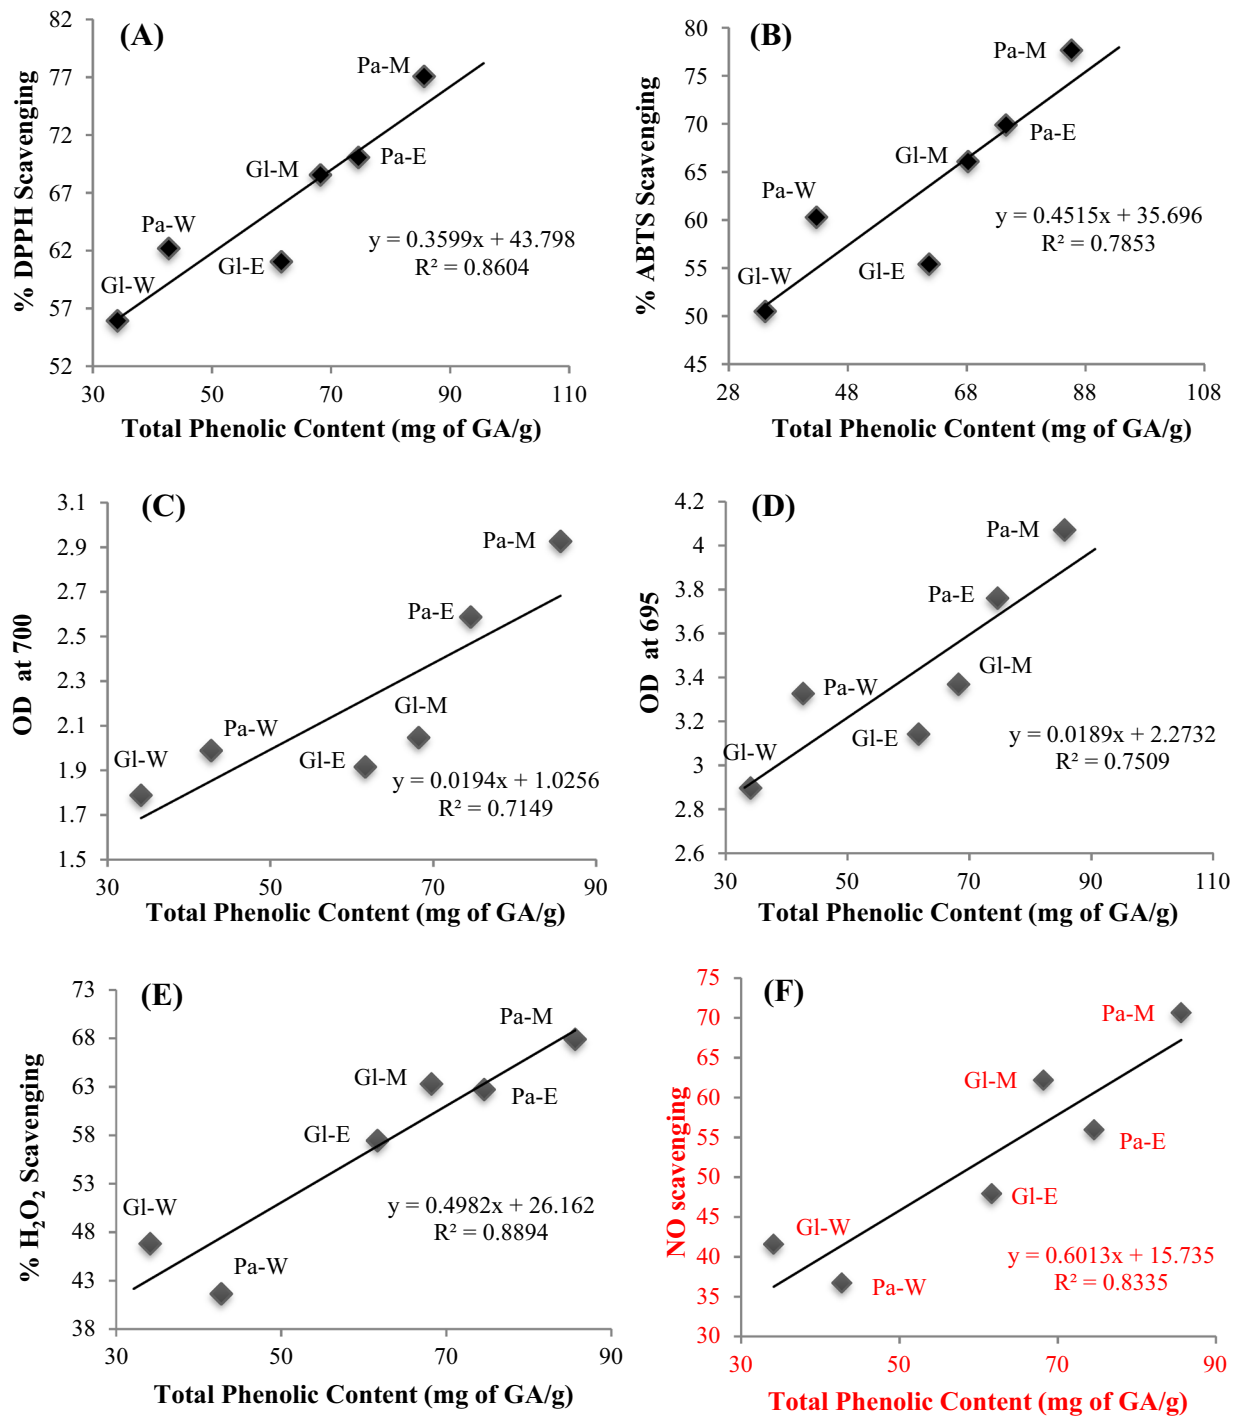 (A)
% DPPH Scavenging
77
72
67
62
57
52
Pa-M
Pa-E
Gl-M
Pa-W
Gl-E
Gl-W
y = 0.3599x + 43.798
R² = 0.8604
30 50 70 90 110
Total Phenolic Content (mg of GA/g)
(B)
% ABTS Scavenging
80
75
70
65
60
55
50
45
Pa-M
Pa-E
Gl-M
Pa-W
Gl-E
Gl-W
y = 0.4515x + 35.696
R² = 0.7853
28 48 68 88 108
Total Phenolic Content (mg of GA/g)
(C)
OD at 700
3.1
2.9
2.7
2.5
2.3
2.1
1.9
1.7
1.5
Pa-M
Pa-E
Gl-M
Pa-W
Gl-E
Gl-W
y = 0.0194x + 1.0256
R² = 0.7149
30 50 70 90
Total Phenolic Content (mg of GA/g)
(D)
OD at 695
4.2
4
3.8
3.6
3.4
3.2
3
2.8
2.6
Pa-M
Pa-E
Gl-M
Pa-W
Gl-E
Gl-W
y = 0.0189x + 2.2732
R² = 0.7509
30 50 70 90 110
Total Phenolic Content (mg of GA/g)
(E)
% H₂O₂ Scavenging
73
68
63
58
53
48
43
38
Pa-M
Gl-M
Pa-E
Gl-E
Gl-W
Pa-W
y = 0.4982x + 26.162
R² = 0.8894
30 50 70 90
Total Phenolic Content (mg of GA/g)
(F)
NO scavenging
75
70
65
60
55
50
45
40
35
30
Pa-M
Gl-M
Pa-E
Gl-E
Gl-W
Pa-W
y = 0.6013x + 15.735
R² = 0.8335
30 50 70 90
Total Phenolic Content (mg of GA/g)